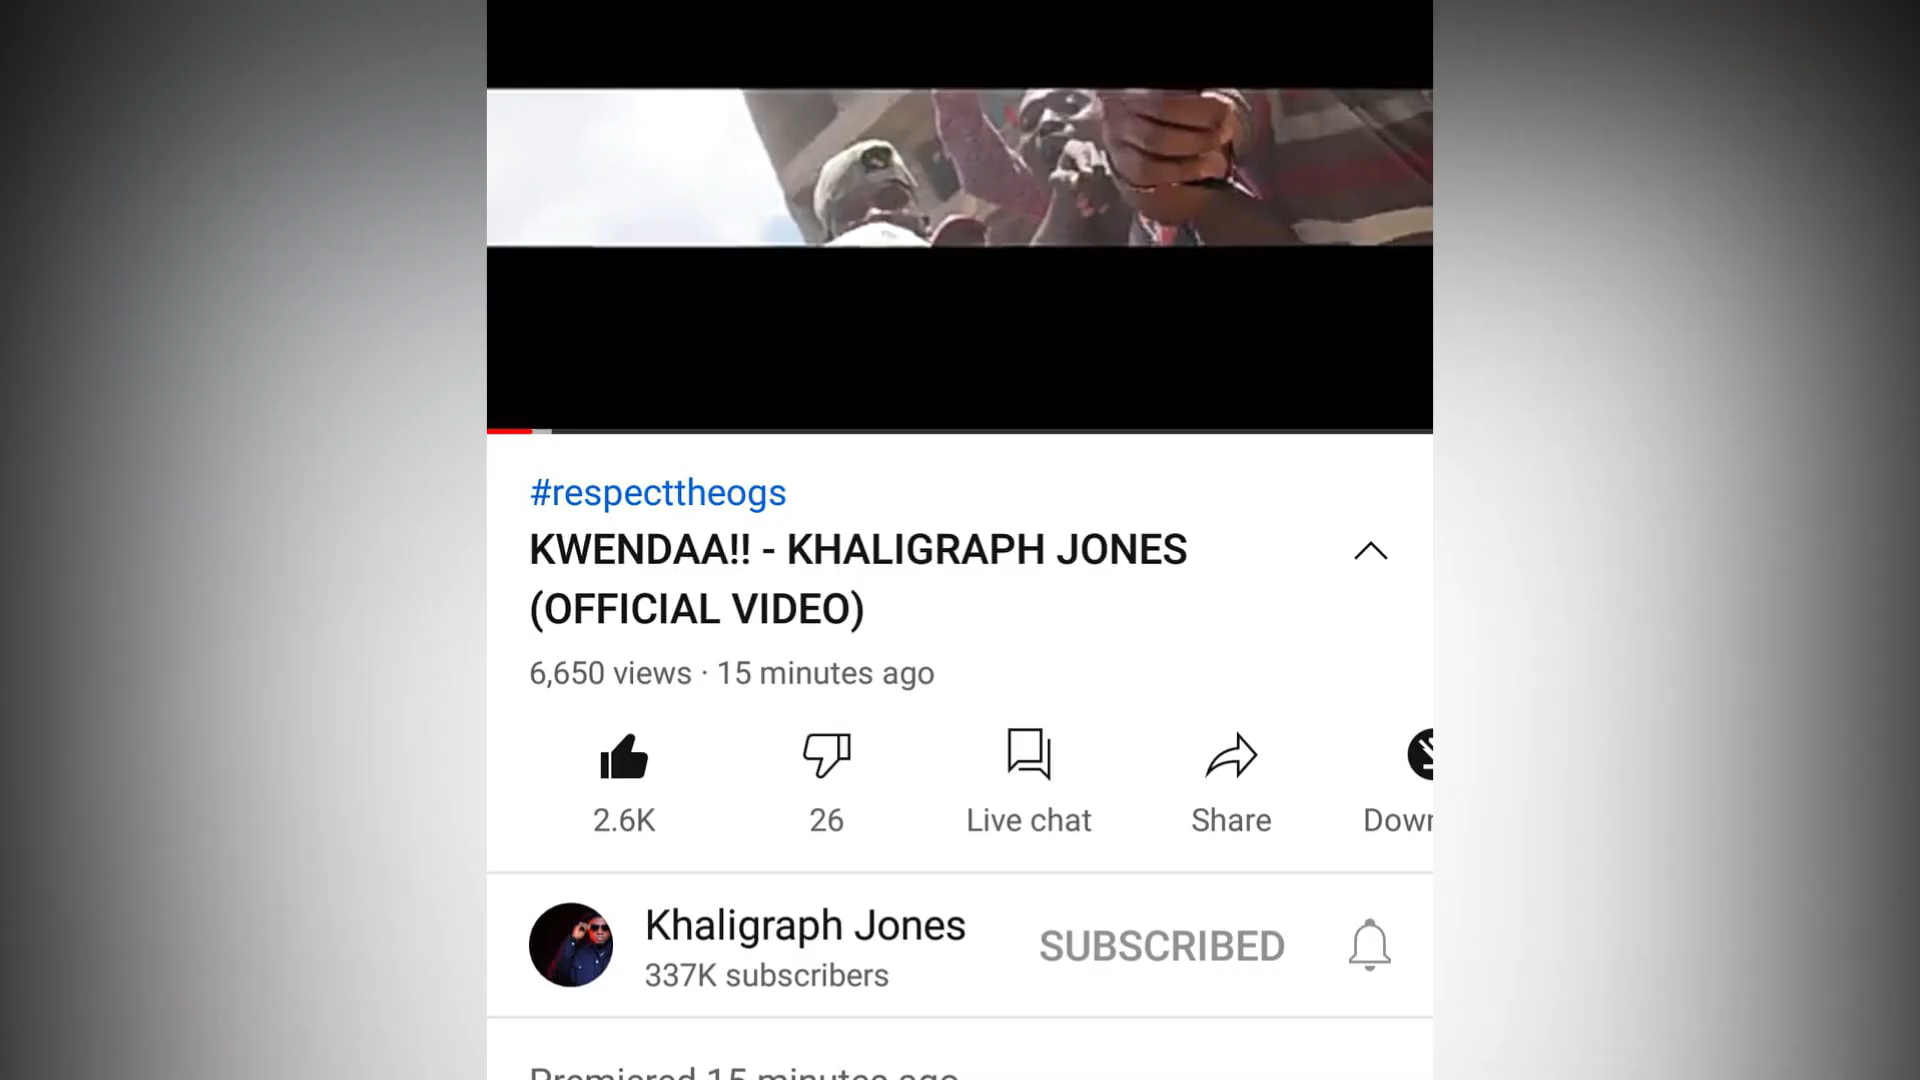 #respecttheogs
KWENDAA!! - KHALIGRAPH JONES
(OFFICIAL VIDEO)
6,650 views · 15 minutes ago
2.6K 26 Live chat Share Down
Khaligraph Jones
SUBSCRIBED
337K subscribers
Premiered 15 minutes ago